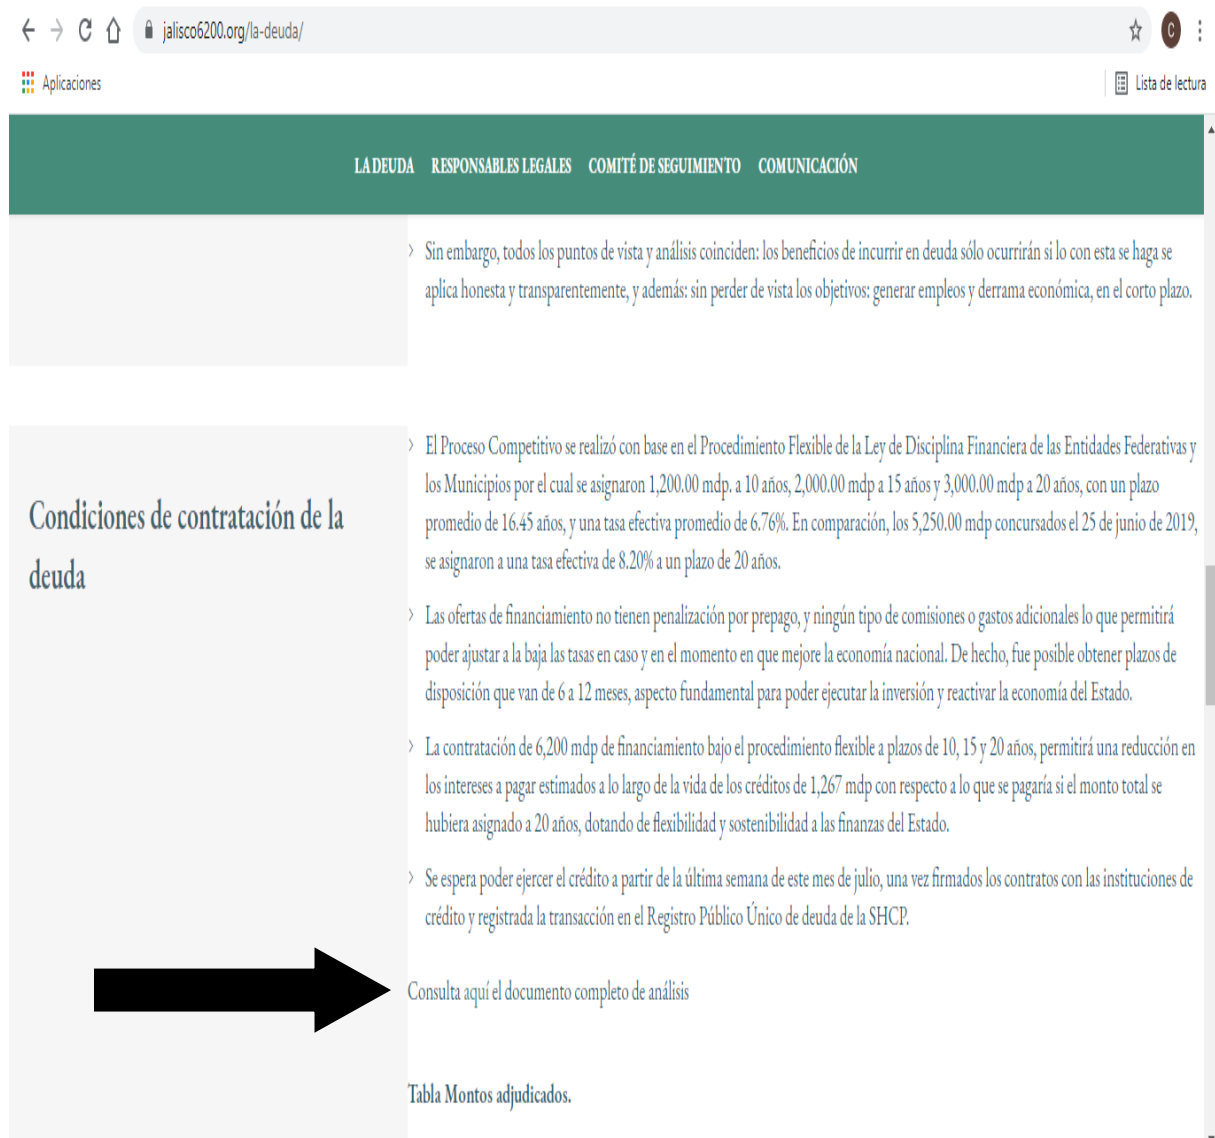 jalisco6200.org/la-deuda/
C
Aplicaciones
Lista de lectura
LA DEUDA RESPONSABLES LEGALES COMITÉ DE SEGUIMIENTO COMUNICACIÓN
Sin embargo, todos los puntos de vista y análisis coinciden: los beneficios de incurrir en deuda sólo ocurrirán si lo con esta se haga se
aplica honesta y transparentemente, y además: sin perder de vista los objetivos: generar empleos y derrama económica, en el corto plazo.
Condiciones de contratación de la
deuda
El Proceso Competitivo se realizó con base en el Procedimiento Flexible de la Ley de Disciplina Financiera de las Entidades Federativas y
los Municipios por el cual se asignaron 1,200.00 mdp. a 10 años, 2,000.00 mdp a 15 años y 3,000.00 mdp a 20 años, con un plazo
promedio de 16.45 años, y una tasa efectiva promedio de 6.76%. En comparación, los 5,250.00 mdp concursados el 25 de junio de 2019,
se asignaron a una tasa efectiva de 8.20% a un plazo de 20 años.
Las ofertas de financiamiento no tienen penalización por prepago, y ningún tipo de comisiones o gastos adicionales lo que permitirá
poder ajustar a la baja las tasas en caso y en el momento en que mejore la economía nacional. De hecho, fue posible obtener plazos de
disposición que van de 6 a 12 meses, aspecto fundamental para poder ejecutar la inversión y reactivar la economía del Estado.
La contratación de 6,200 mdp de financiamiento bajo el procedimiento flexible a plazos de 10, 15 y 20 años, permitirá una reducción en
los intereses a pagar estimados a lo largo de la vida de los créditos de 1,267 mdp con respecto a lo que se pagaría si el monto total se
hubiera asignado a 20 años, dotando de flexibilidad y sostenibilidad a las finanzas del Estado.
Se espera poder ejercer el crédito a partir de la última semana de este mes de julio, una vez firmados los contratos con las instituciones de
crédito y registrada la transacción en el Registro Público Único de deuda de la SHCP.
Consulta aquí el documento completo de análisis
Tabla Montos adjudicados.